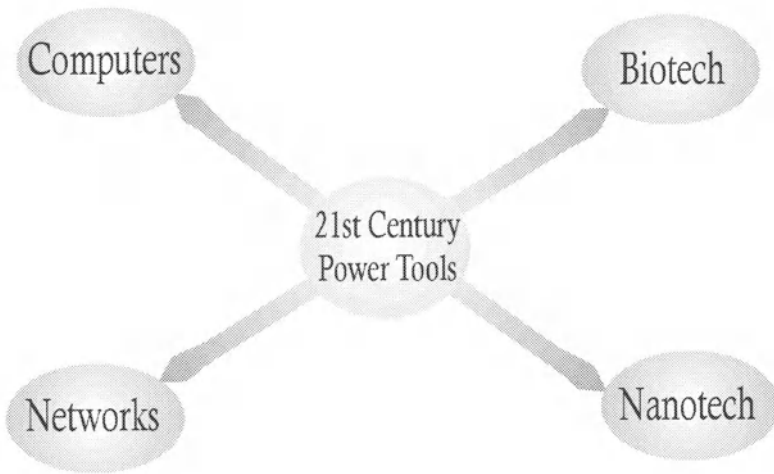 Computers
Biotech
21st Century
Power Tools
Networks
Nanotech